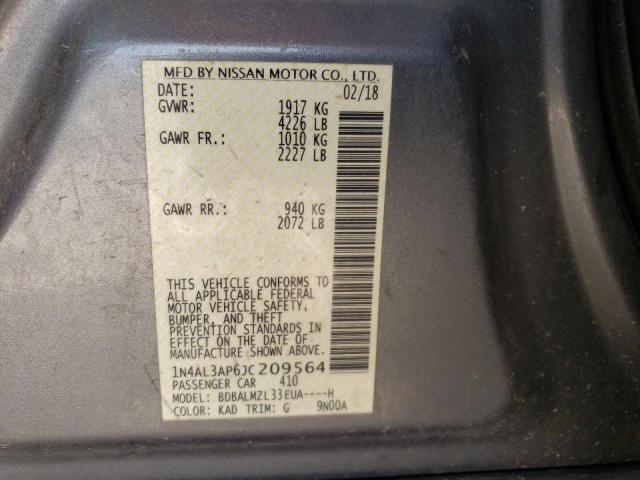 MFD BY NISSAN MOTOR CO., LTD.
DATE: 02/18
GVWR: 1917 KG
4226 LB
GAWR FR.: 1010 KG
2227 LB
GAWR RR.: 940 KG
2072 LB
THIS VEHICLE CONFORMS TO
ALL APPLICABLE FEDERAL
MOTOR VEHICLE SAFETY,
BUMPER, AND THEFT
PREVENTION STANDARDS IN
EFFECT ON THE DATE OF
MANUFACTURE SHOWN ABOVE.
1N4AL3AP6JC209564
PASSENGER CAR 410
MODEL: BDBALMZL33EUA----H
COLOR: KAD TRIM: G 9N00A